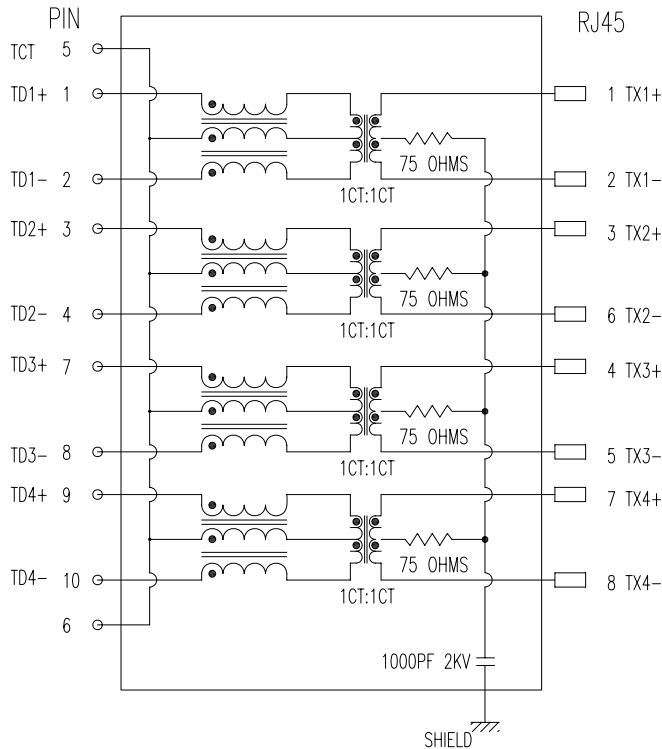 PIN RJ45
TCT 5
TD1+ 1 1 TX1+
75 OHMS
TD1- 2 2 TX1-
1CT:1CT
TD2+ 3 3 TX2+
75 OHMS
TD2- 4 6 TX2-
1CT:1CT
TD3+ 7 4 TX3+
75 OHMS
TD3- 8 5 TX3-
1CT:1CT
TD4+ 9 7 TX4+
75 OHMS
TD4- 10 8 TX4-
1CT:1CT
6
1000PF 2KV
SHIELD